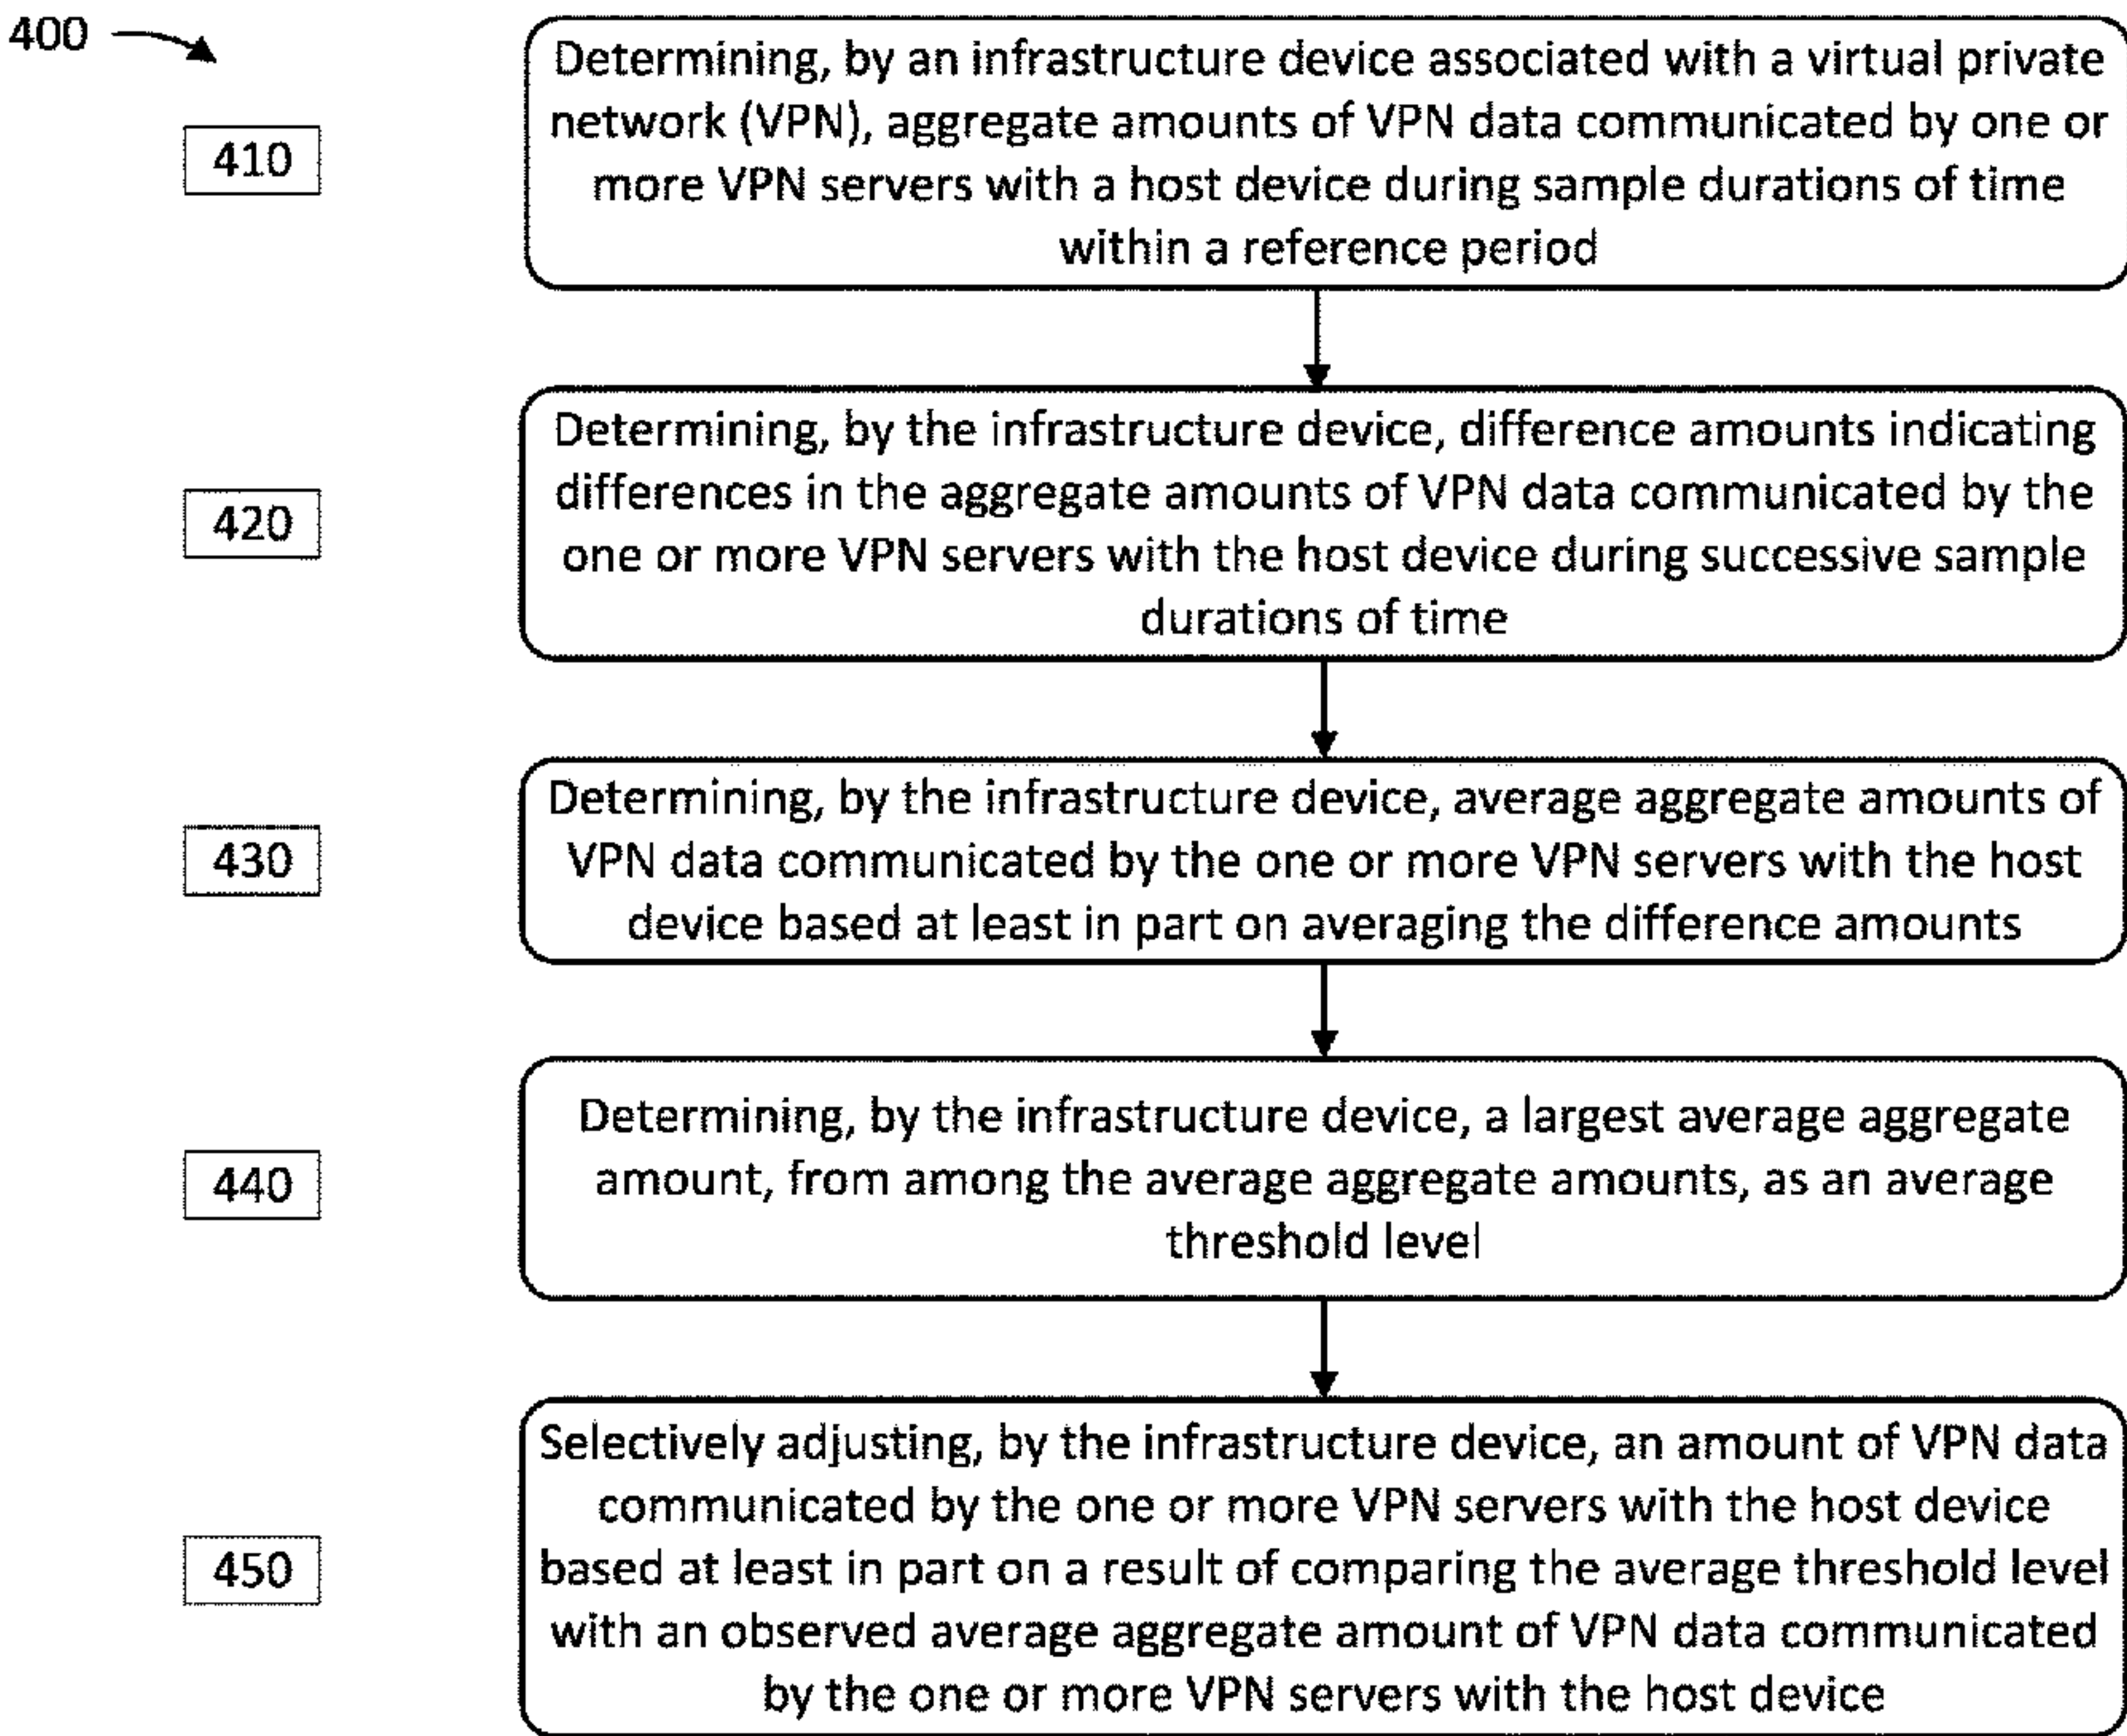 400
Determining, by an infrastructure device associated with a virtual private
network (VPN), aggregate amounts of VPN data communicated by one or
more VPN servers with a host device during sample durations of time
within a reference period
410
Determining, by the infrastructure device, difference amounts indicating
differences in the aggregate amounts of VPN data communicated by the
one or more VPN servers with the host device during successive sample
durations of time
420
Determining, by the infrastructure device, average aggregate amounts of
VPN data communicated by the one or more VPN servers with the host
device based at least in part on averaging the difference amounts
430
Determining, by the infrastructure device, a largest average aggregate
amount, from among the average aggregate amounts, as an average
threshold level
440
Selectively adjusting, by the infrastructure device, an amount of VPN data
communicated by the one or more VPN servers with the host device
based at least in part on a result of comparing the average threshold level
with an observed average aggregate amount of VPN data communicated
by the one or more VPN servers with the host device
450